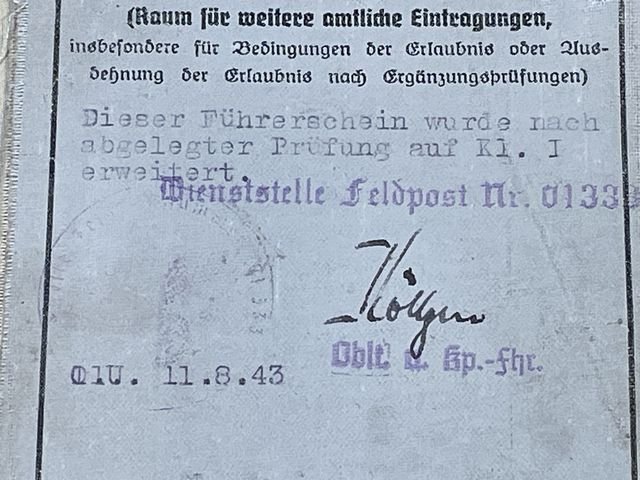 (Raum für weitere amtliche Eintragungen,
insbesondere für Bedingungen der Erlaubnis oder Aus-
dehnung der Erlaubnis nach Ergänzungsprüfungen)
Dieser Führerschein wurde nach
abgelegter Prüfung auf Kl. I
erweitert.
Dienststelle Feldpost Nr. 0133
Oblt. u. Kp.-Fhr.
OlU. 11.8.43